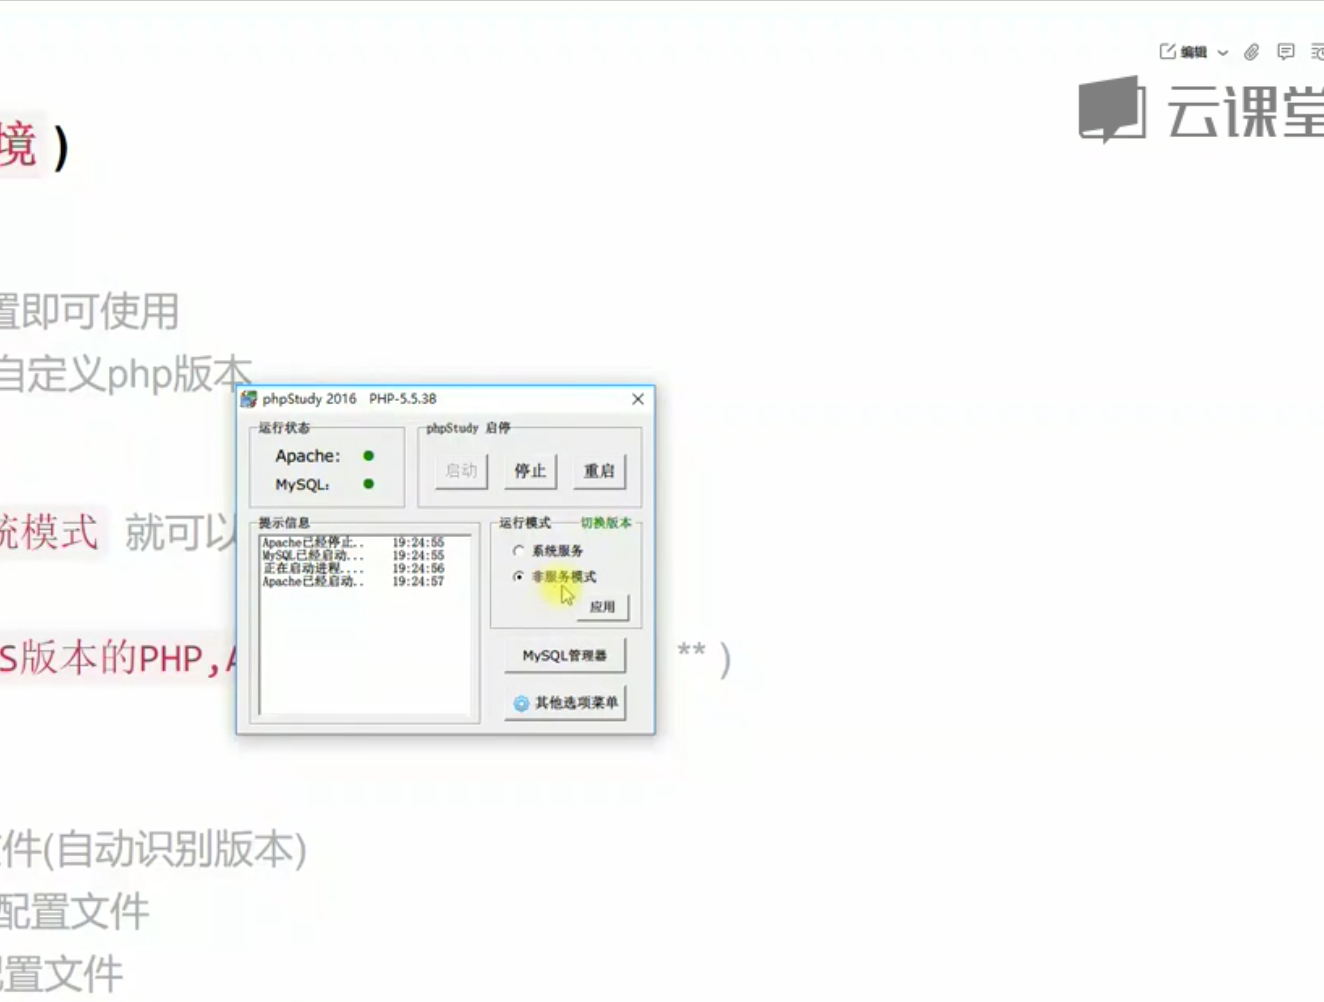 编辑
云课堂
境 )
置即可使用
自定义php版本
phpStudy 2016 PHP-5.5.38
运行状态
phpStudy 启停
Apache:
MySQL:
启动 停止 重启
提示信息
运行模式 切换版本
Apache已经停止.. 19:24:55
MySQL已经启动... 19:24:55
正在启动进程.... 19:24:56
Apache已经启动.. 19:24:57
系统服务
非服务模式
应用
MySQL管理器
其他选项菜单
统模式 就可以
S版本的PHP,A
** )
件(自动识别版本)
配置文件
配置文件